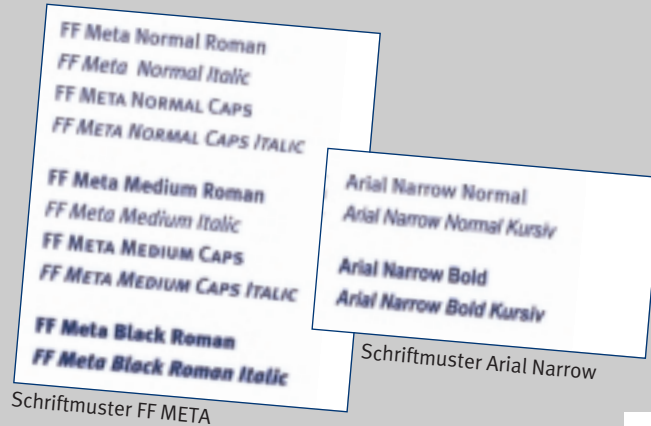 FF Meta Normal Roman
FF Meta Normal Italic
FF META NORMAL CAPS
FF META NORMAL CAPS ITALIC
FF Meta Medium Roman
FF Meta Medium Italic
FF META MEDIUM CAPS
FF META MEDIUM CAPS ITALIC
FF Meta Black Roman
FF Meta Black Roman Italic
Schriftmuster FF META
Arial Narrow Normal
Arial Narrow Normal Kursiv
Arial Narrow Bold
Arial Narrow Bold Kursiv
Schriftmuster Arial Narrow